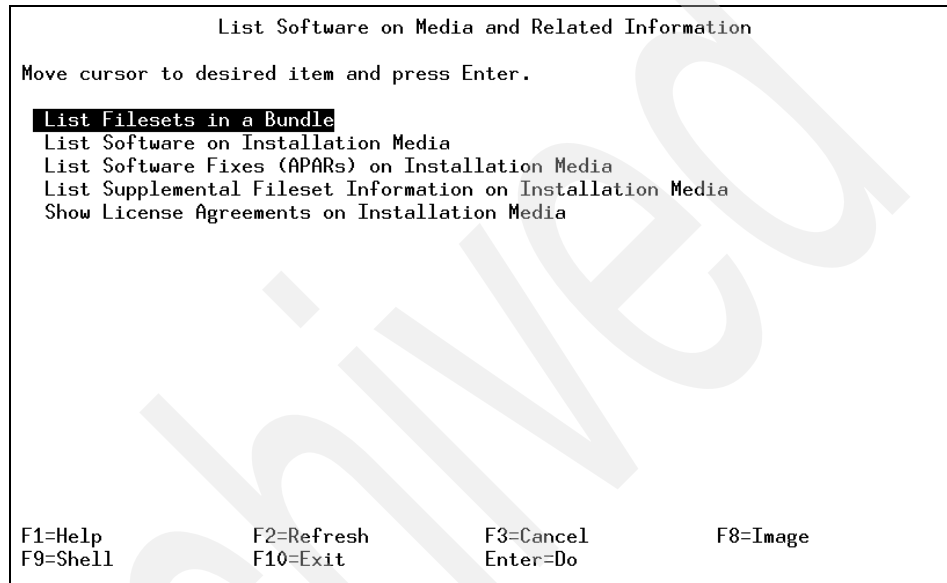 List Software on Media and Related Information
Move cursor to desired item and press Enter.
List Filesets in a Bundle
List Software on Installation Media
List Software Fixes (APARs) on Installation Media
List Supplemental Fileset Information on Installation Media
Show License Agreements on Installation Media
F1=Help F2=Refresh F3=Cancel F8=Image
F9=Shell F10=Exit Enter=Do